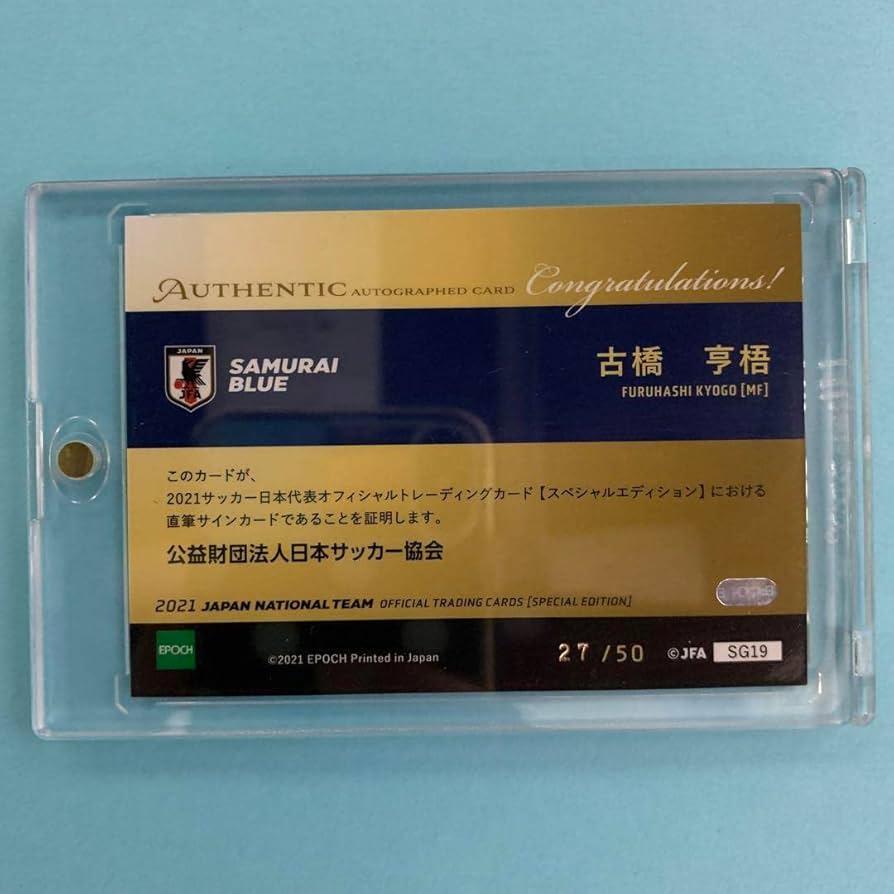 AUTHENTIC AUTOGRAPHED CARD Congratulations!
JAPAN
JFA
SAMURAI
BLUE
古橋 亨梧
FURUHASHI KYOGO [MF]
このカードが、
2021サッカー日本代表オフィシャルトレーディングカード【スペシャルエディション】における
直筆サインカードであることを証明します。
公益財団法人日本サッカー協会
2021 JAPAN NATIONAL TEAM OFFICIAL TRADING CARDS [SPECIAL EDITION]
EPOCH
©2021 EPOCH Printed in Japan
27/50
©JFA
SG19